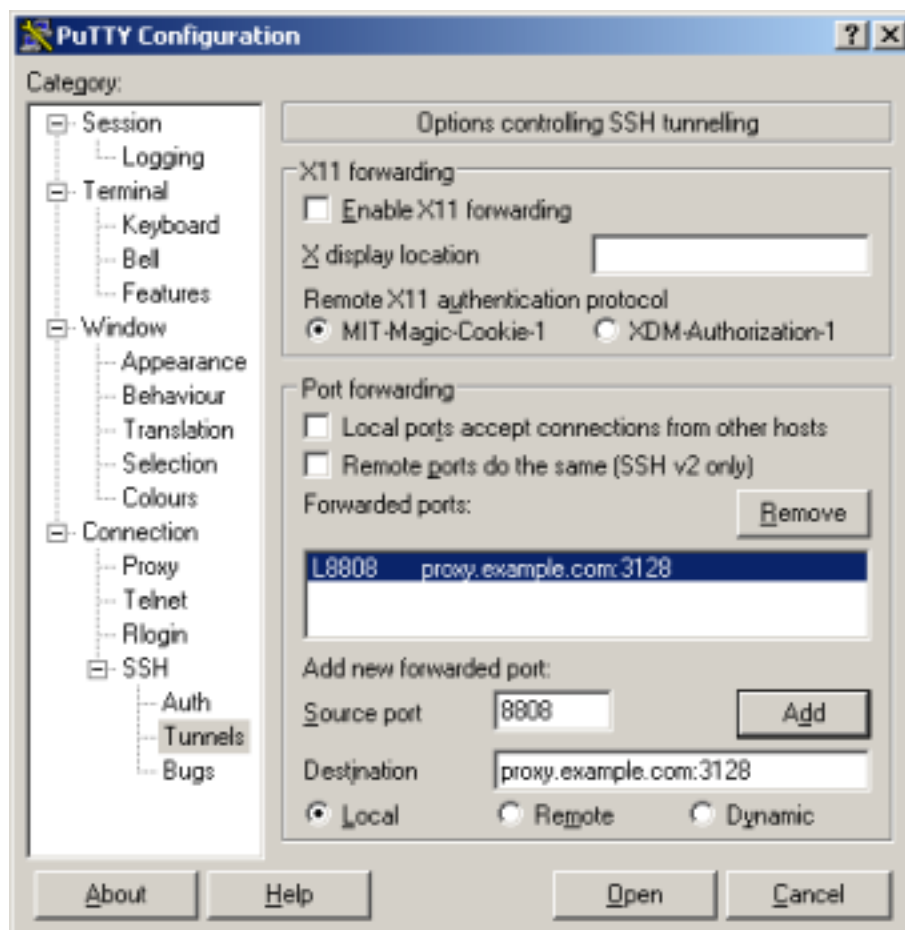 PuTTY Configuration
Category:
Session
Logging
Terminal
Keyboard
Bell
Features
Window
Appearance
Behaviour
Translation
Selection
Colours
Connection
Proxy
Telnet
Rlogin
SSH
Auth
Tunnels
Bugs
Options controlling SSH tunnelling
X11 forwarding
Enable X11 forwarding
X display location
Remote X11 authentication protocol
MIT-Magic-Cookie-1 XDM-Authorization-1
Port forwarding
Local ports accept connections from other hosts
Remote ports do the same (SSH v2 only)
Forwarded ports: Remove
L8808 proxy.example.com:3128
Add new forwarded port:
Source port 8808 Add
Destination proxy.example.com:3128
Local Remote Dynamic
About Help Open Cancel